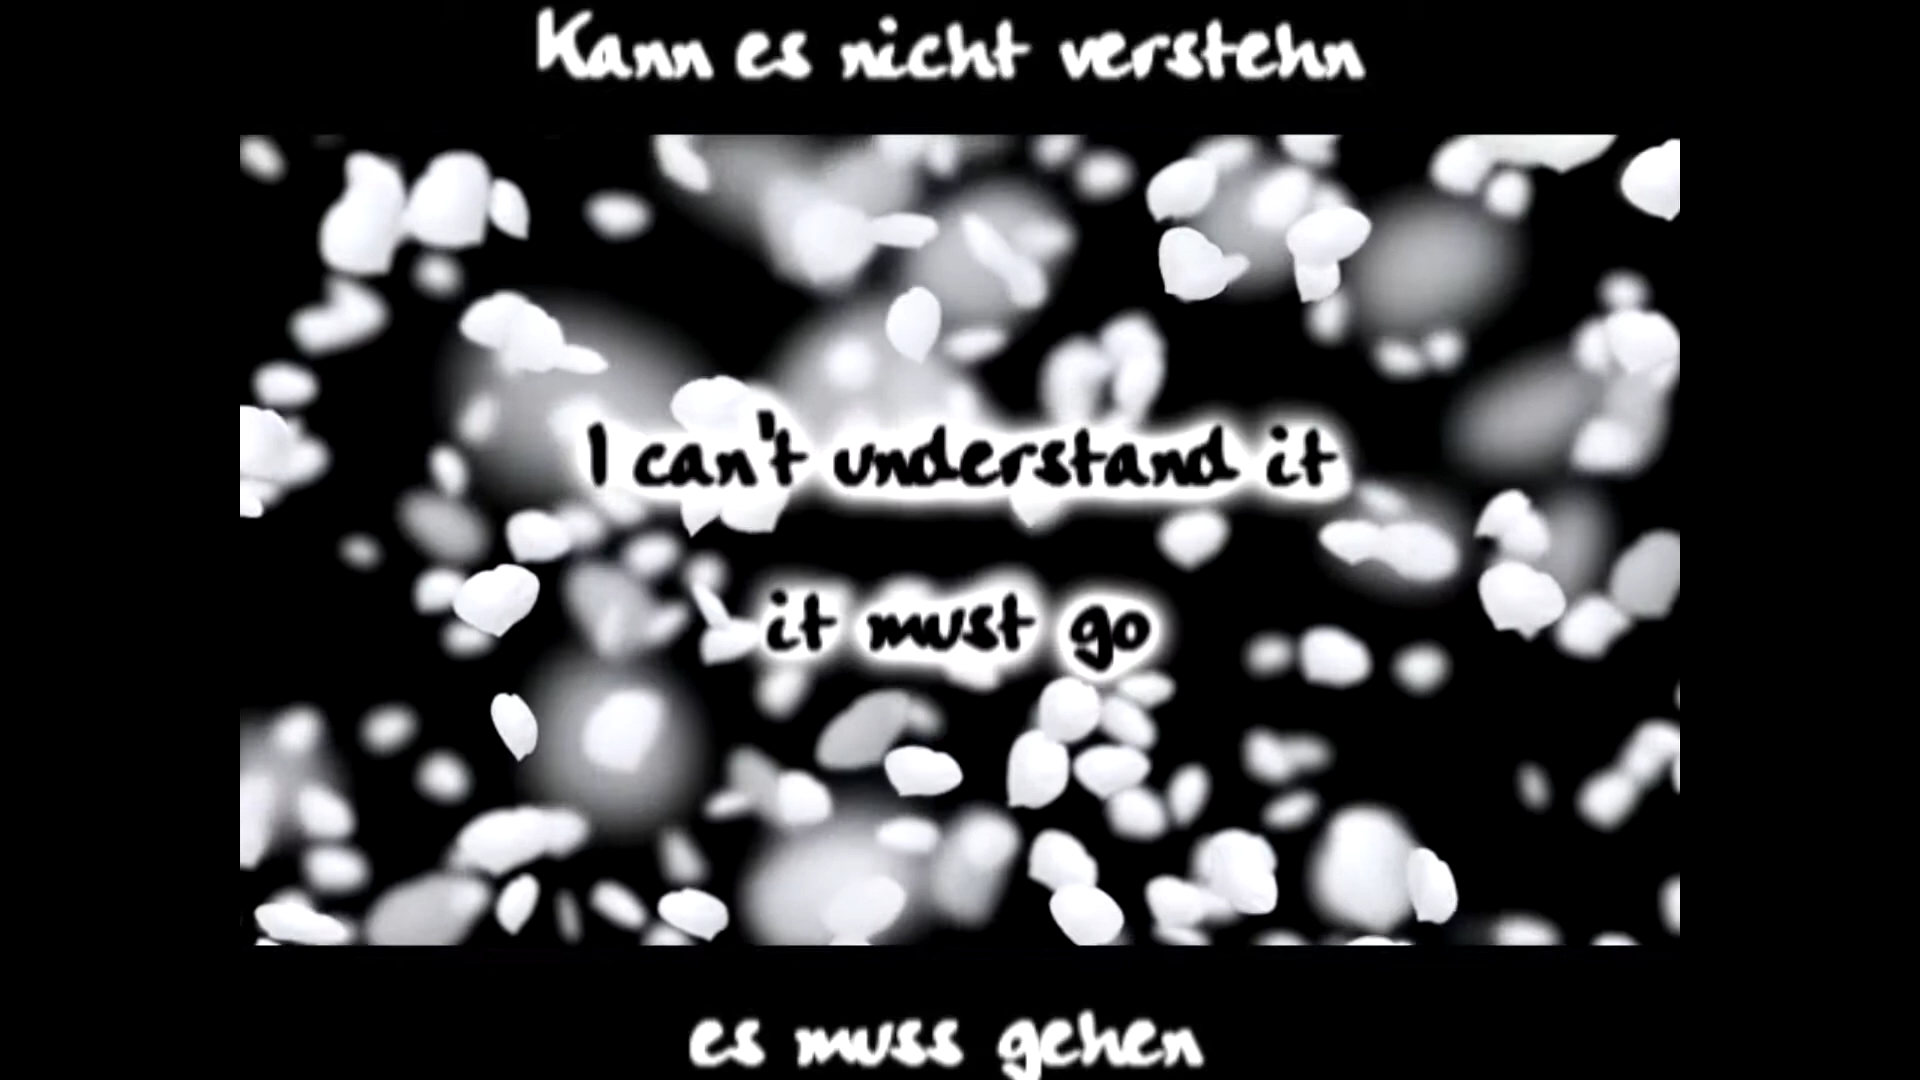 Kann es nicht verstehn
I can't understand it
it must go
es muss gehen